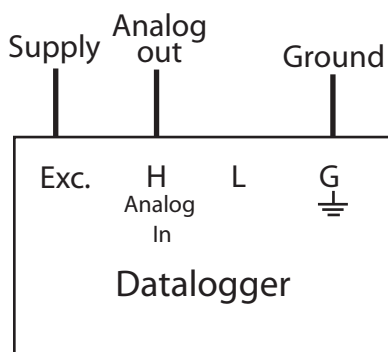 Supply
Analog
out
Ground
Exc.
H
L
G
Analog
In
Datalogger